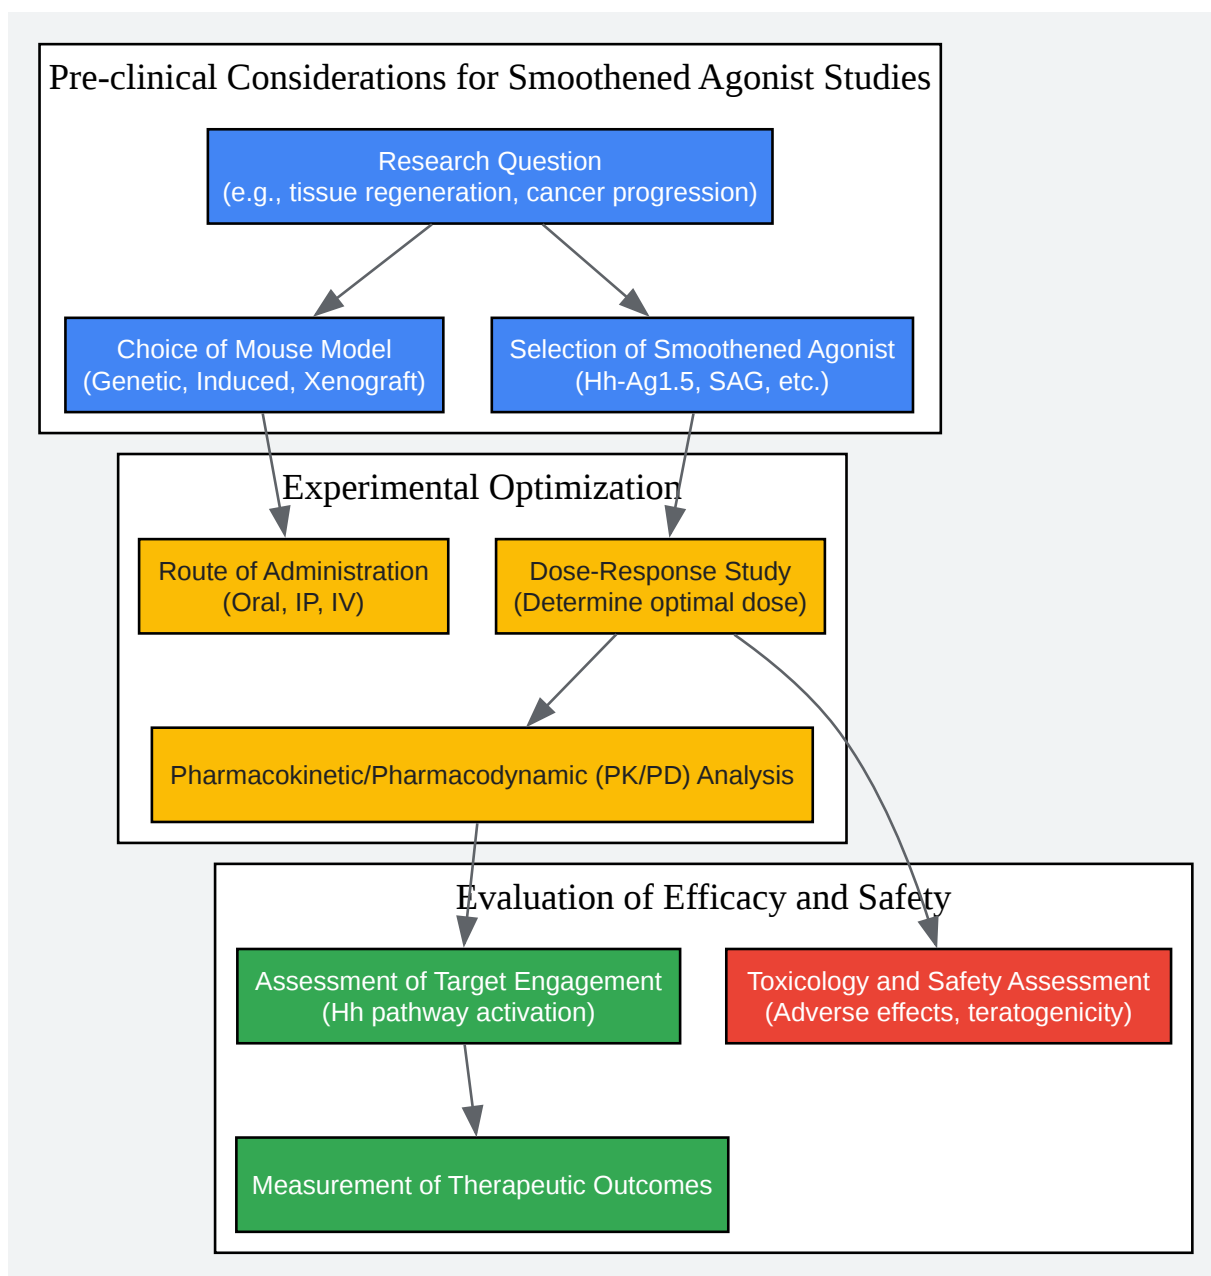 Pre-clinical Considerations for Smoothened Agonist Studies
Research Question
(e.g., tissue regeneration, cancer progression)
Choice of Mouse Model
(Genetic, Induced, Xenograft)
Selection of Smoothened Agonist
(Hh-Ag1.5, SAG, etc.)
Experimental Optimization
Route of Administration
(Oral, IP, IV)
Dose-Response Study
(Determine optimal dose)
Pharmacokinetic/Pharmacodynamic (PK/PD) Analysis
Evaluation of Efficacy and Safety
Assessment of Target Engagement
(Hh pathway activation)
Toxicology and Safety Assessment
(Adverse effects, teratogenicity)
Measurement of Therapeutic Outcomes